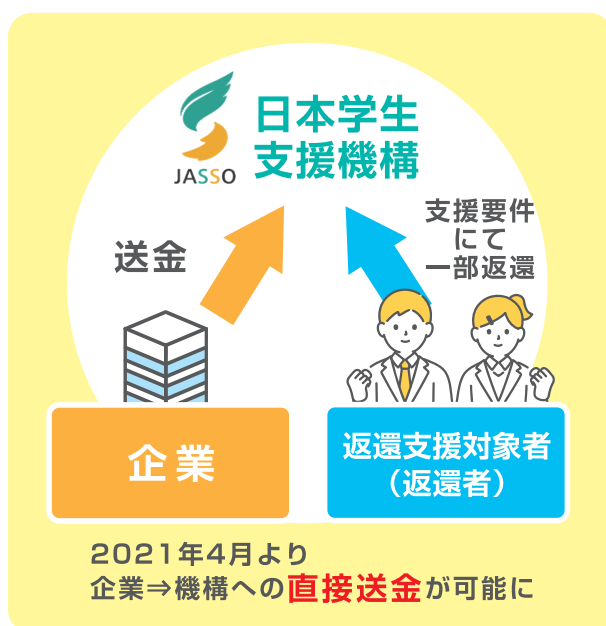 JASSO
日本学生
支援機構
送金
支援要件
にて
一部返還
企業
返還支援対象者
（返還者）
2021年4月より
企業⇒機構への直接送金が可能に